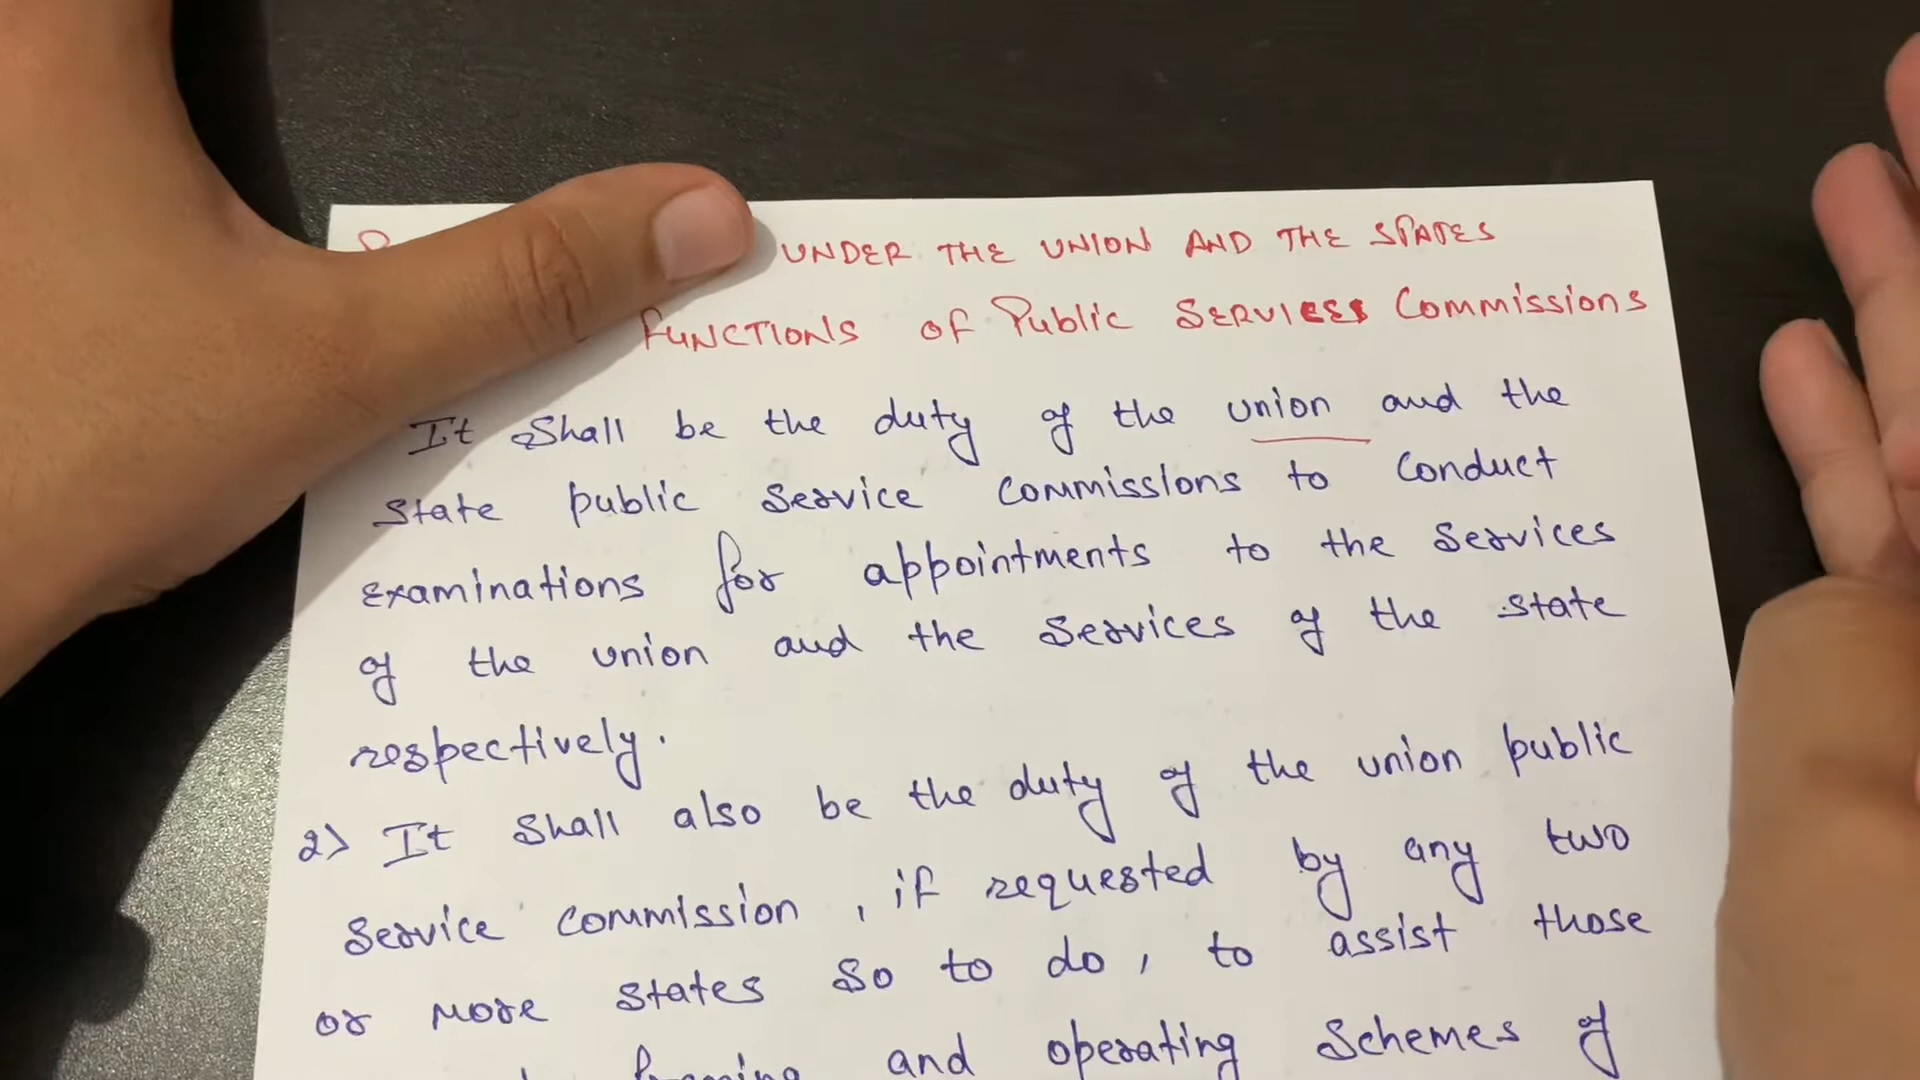 UNDER THE UNION AND THE STATES
FUNCTIONS OF Public SERVICES Commissions
It Shall be the duty of the union and the
State public Service Commissions to Conduct
Examinations for appointments to the Services
of the union and the Services of the state
respectively.
2) It Shall also be the duty of the union public
Service Commission, if requested by any two
or more states so to do, to assist those
and operating Schemes of